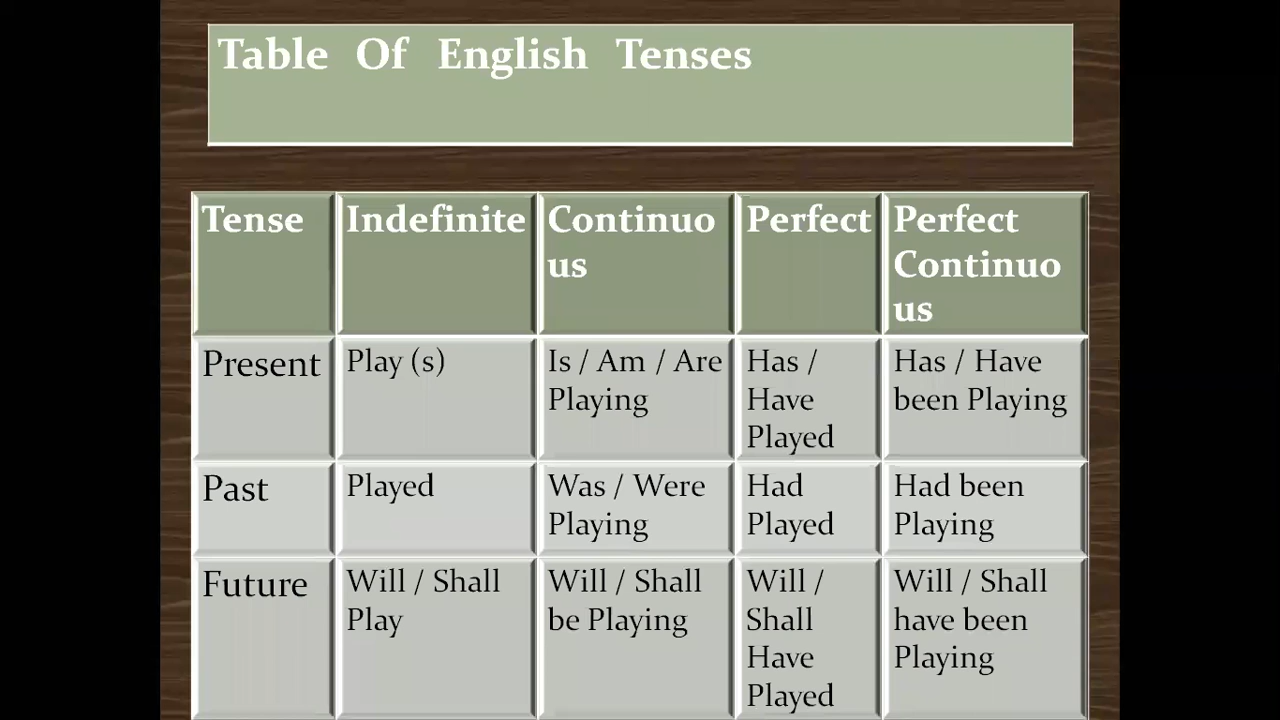 Table Of English Tenses
Tense
Indefinite
Continuo
us
Perfect
Perfect
Continuo
us
Present
Play (s)
Is / Am / Are
Playing
Has /
Have
Played
Has / Have
been Playing
Past
Played
Was / Were
Playing
Had
Played
Had been
Playing
Future
Will / Shall
Play
Will / Shall
be Playing
Will /
Shall
Have
Played
Will / Shall
have been
Playing